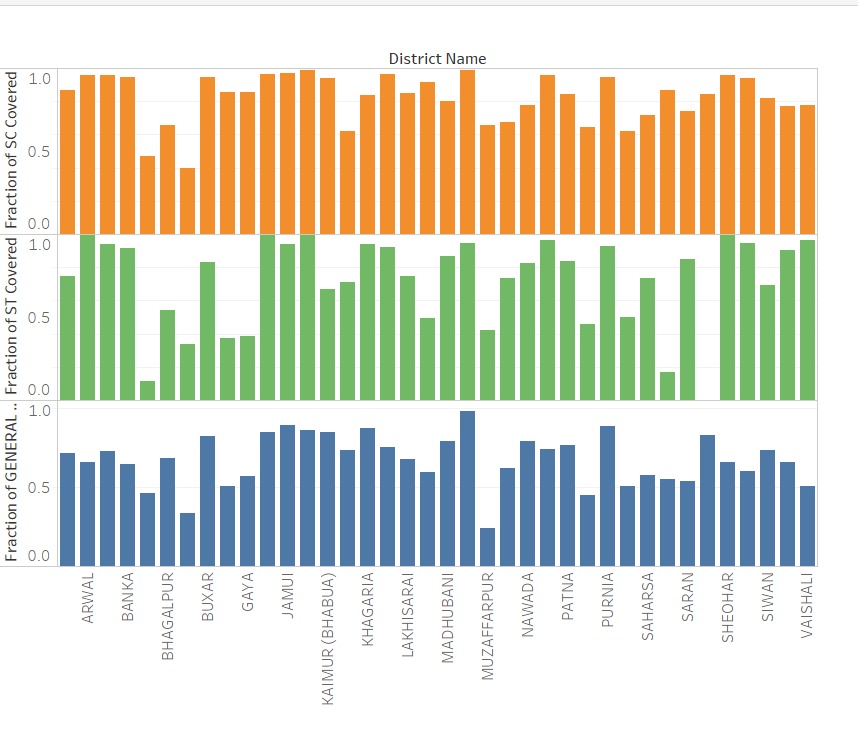 District Name
Fraction of SC Covered
1.0
0.5
0.0
Fraction of ST Covered
1.0
0.5
0.0
Fraction of GENERAL ..
1.0
0.5
0.0
ARWAL
BANKA
BHAGALPUR
BUXAR
GAYA
JAMUI
KAIMUR (BHABUA)
KHAGARIA
LAKHISARAI
MADHUBANI
MUZAFFARPUR
NAWADA
PATNA
PURNIA
SAHARSA
SARAN
SHEOHAR
SIWAN
VAISHALI